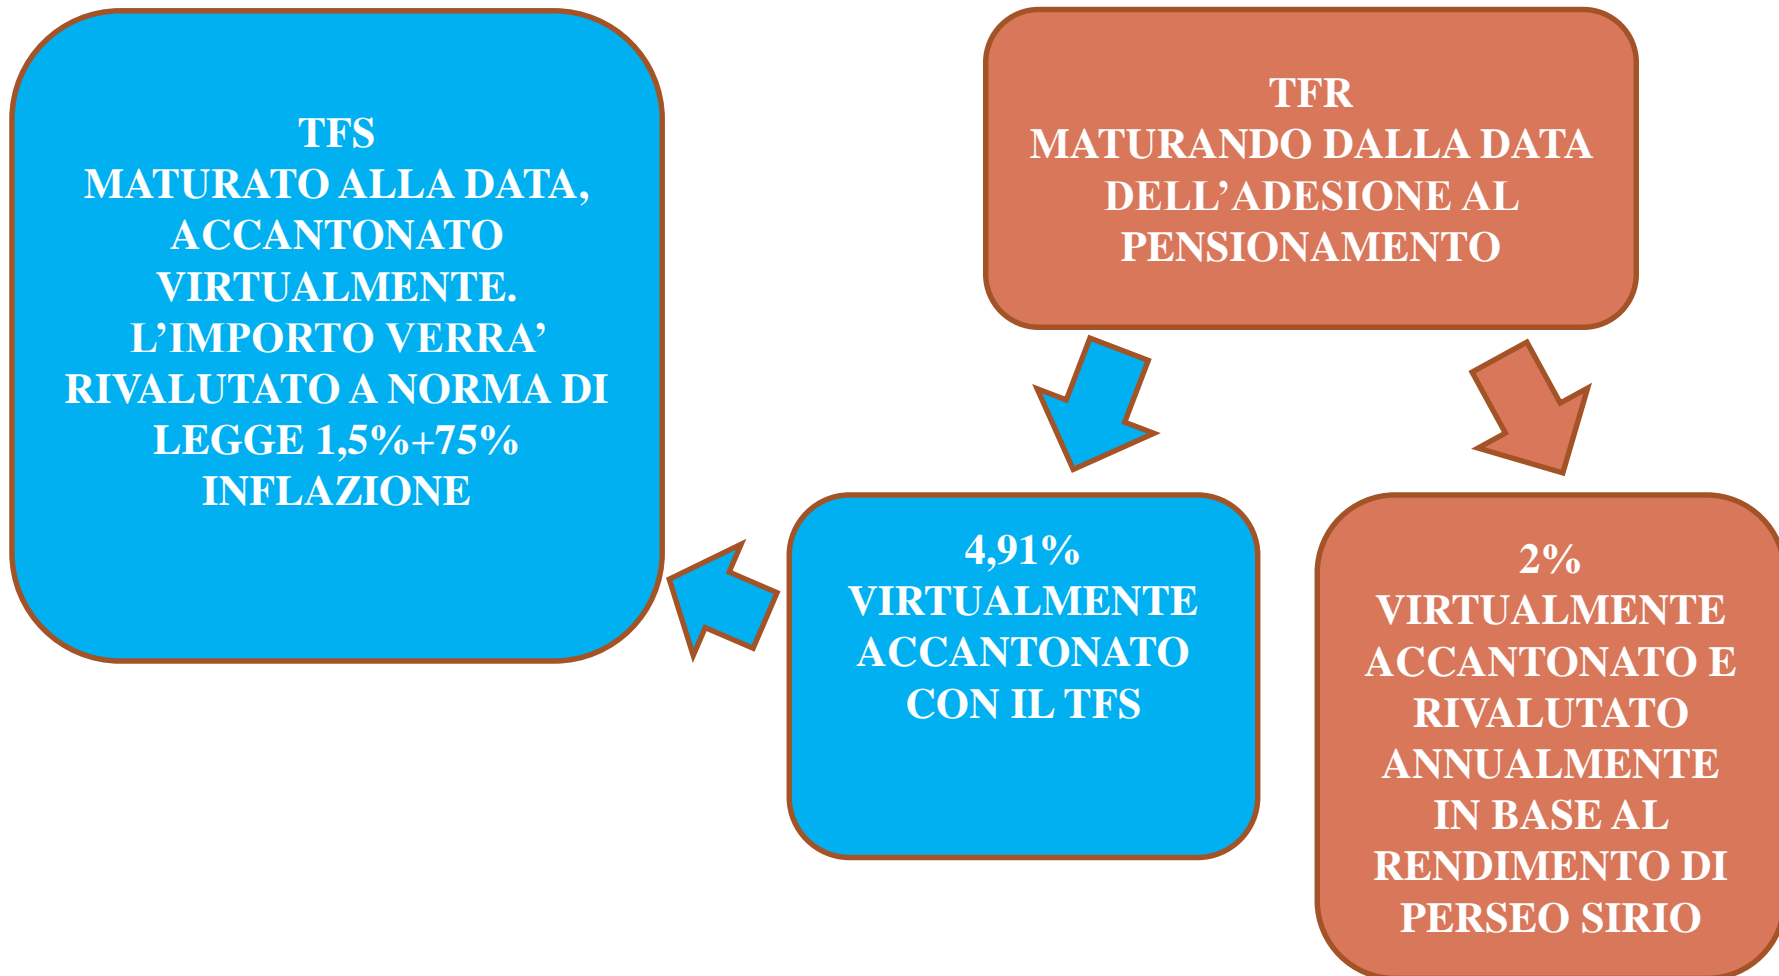 TFS
MATURATO ALLA DATA,
ACCANTONATO
VIRTUALMENTE.
L’IMPORTO VERRA’
RIVALUTATO A NORMA DI
LEGGE 1,5%+75%
INFLAZIONE
TFR
MATURANDO DALLA DATA
DELL’ADESIONE AL
PENSIONAMENTO
4,91%
VIRTUALMENTE
ACCANTONATO
CON IL TFS
2%
VIRTUALMENTE
ACCANTONATO E
RIVALUTATO
ANNUALMENTE
IN BASE AL
RENDIMENTO DI
PERSEO SIRIO